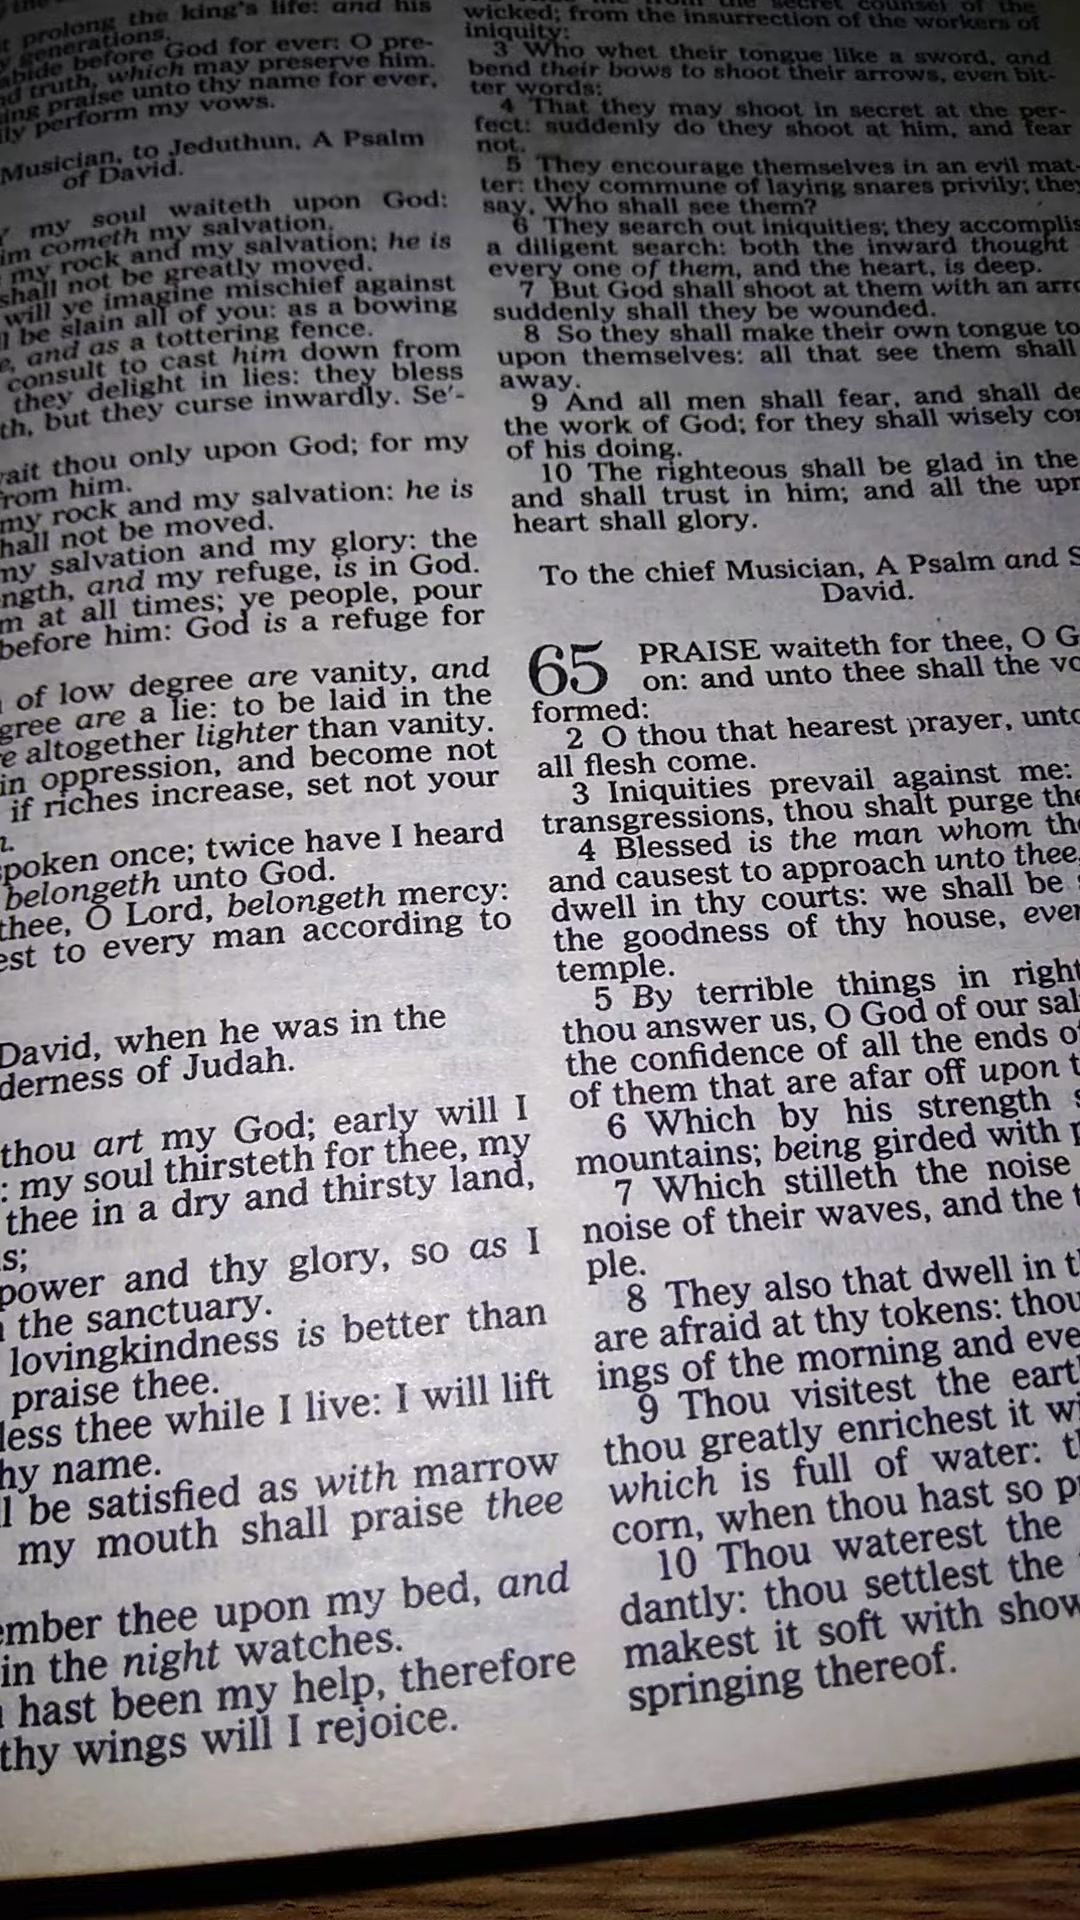 prolong the king's life: and his
generations.
abide before God for ever: O pre-
truth, which may preserve him.
praise unto thy name for ever,
perform my vows.
Musician, to Jeduthun, A Psalm
of David.
my soul waiteth upon God:
cometh my salvation.
my rock and my salvation; he is
shall not be greatly moved.
will ye imagine mischief against
be slain all of you: as a bowing
and as a tottering fence.
consult to cast him down from
they delight in lies: they bless
but they curse inwardly. Se'-
thou only upon God; for my
from him.
my rock and my salvation: he is
not be moved.
salvation and my glory: the
and my refuge, is in God.
at all times; ye people, pour
before him: God is a refuge for
of low degree are vanity, and
are a lie: to be laid in the
altogether lighter than vanity.
in oppression, and become not
if riches increase, set not your
once; twice have I heard
belongeth unto God.
thee, O Lord, belongeth mercy:
to every man according to
David, when he was in the
derness of Judah.
thou art my God; early will I
: my soul thirsteth for thee, my
thee in a dry and thirsty land,
s;
power and thy glory, so as I
the sanctuary.
lovingkindness is better than
praise thee.
less thee while I live: I will lift
hy name.
l be satisfied as with marrow
my mouth shall praise thee
ember thee upon my bed, and
in the night watches.
hast been my help, therefore
thy wings will I rejoice.
secret counsel of the
wicked; from the insurrection of the workers of
iniquity:
3 Who whet their tongue like a sword, and
bend their bows to shoot their arrows, even bit-
ter words:
4 That they may shoot in secret at the per-
fect: suddenly do they shoot at him, and fear
not.
5 They encourage themselves in an evil mat-
ter: they commune of laying snares privily; they
say, Who shall see them?
6 They search out iniquities; they accomplis
a diligent search: both the inward thought
every one of them, and the heart, is deep.
7 But God shall shoot at them with an arro
suddenly shall they be wounded.
8 So they shall make their own tongue to
upon themselves: all that see them shall
away.
9 And all men shall fear, and shall de
the work of God; for they shall wisely con
of his doing.
10 The righteous shall be glad in the
and shall trust in him; and all the upr
heart shall glory.
To the chief Musician, A Psalm and S
David.
65 PRAISE waiteth for thee, O G
on: and unto thee shall the vo
formed:
2 O thou that hearest prayer, unto
all flesh come.
3 Iniquities prevail against me:
transgressions, thou shalt purge the
4 Blessed is the man whom tho
and causest to approach unto thee,
dwell in thy courts: we shall be s
the goodness of thy house, even
temple.
5 By terrible things in right
thou answer us, O God of our sal
the confidence of all the ends o
of them that are afar off upon t
6 Which by his strength s
mountains; being girded with p
7 Which stilleth the noise
noise of their waves, and the t
ple.
8 They also that dwell in th
are afraid at thy tokens: thou
ings of the morning and eve
9 Thou visitest the eart
thou greatly enrichest it wi
which is full of water: th
corn, when thou hast so p
10 Thou waterest the
dantly: thou settlest the
makest it soft with show
springing thereof.